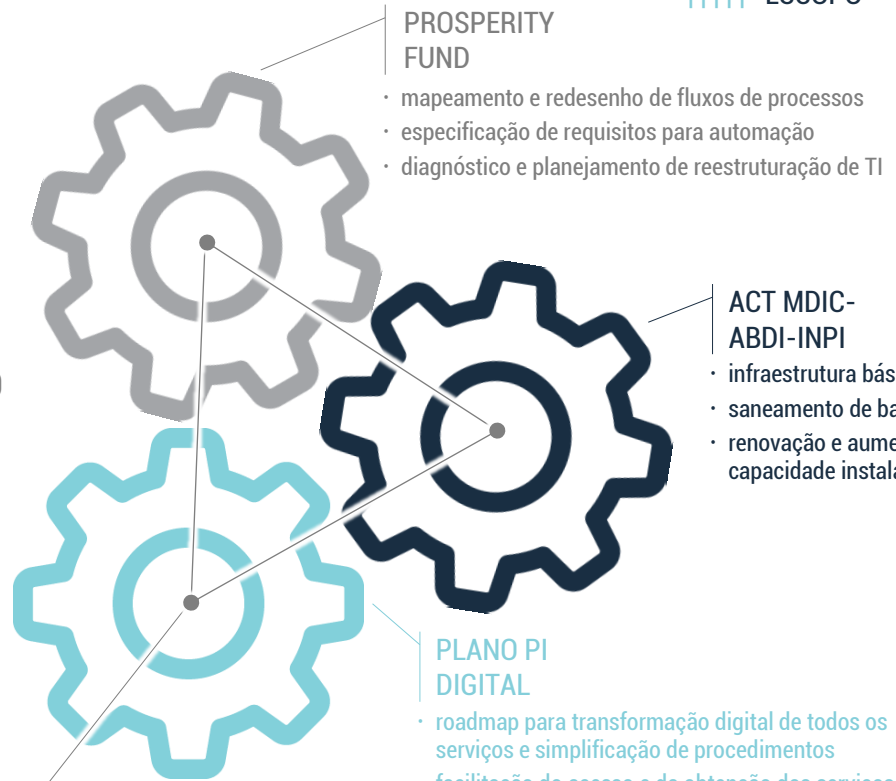 PROSPERITY
FUND
· mapeamento e redesenho de fluxos de processos
· especificação de requisitos para automação
· diagnóstico e planejamento de reestruturação de TI
ACT MDIC-
ABDI-INPI
· infraestrutura
· saneamento de
· renovação e
capacidade
PLANO PI
DIGITAL
· roadmap para transformação digital de todos os
serviços e simplificação de procedimentos